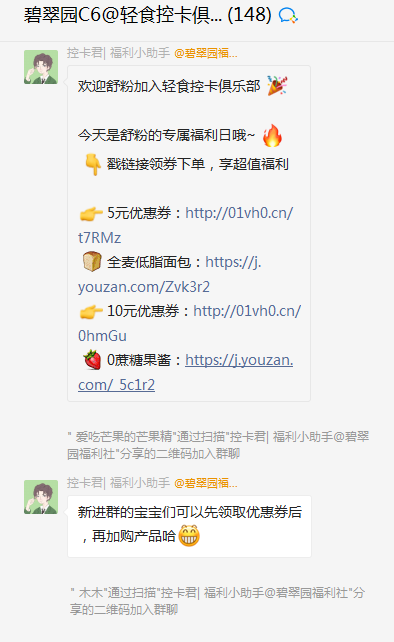 碧翠园C6@轻食控卡俱... (148)
控卡君| 福利小助手 @碧翠园福...
欢迎舒粉加入轻食控卡俱乐部
今天是舒粉的专属福利日哦~
戳链接领券下单，享超值福利
5元优惠券：http://01vh0.cn/
t7RMz
全麦低脂面包：https://j.
youzan.com/Zvk3r2
10元优惠券：http://01vh0.cn/
0hmGu
0蔗糖果酱：https://j.youzan.
com/_5c1r2
" 爱吃芒果的芒果精"通过扫描"控卡君| 福利小助手@碧翠
园福利社"分享的二维码加入群聊
控卡君| 福利小助手 @碧翠园福...
新进群的宝宝们可以先领取优惠券后
，再加购产品哈
" 木木"通过扫描"控卡君| 福利小助手@碧翠园福利社"分
享的二维码加入群聊